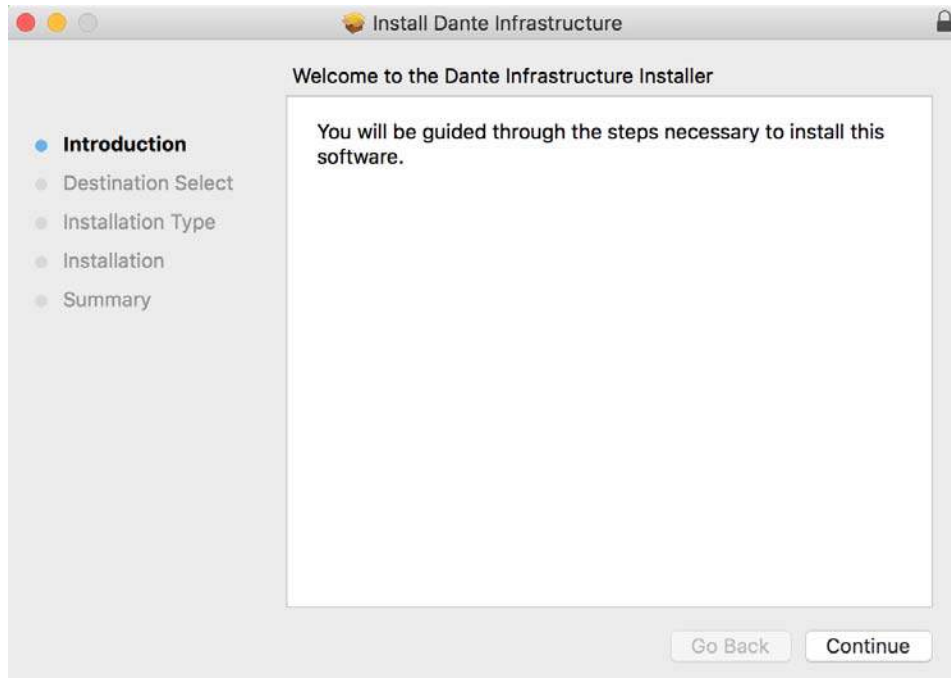 Install Dante Infrastructure
Welcome to the Dante Infrastructure Installer
Introduction
Destination Select
Installation Type
Installation
Summary
You will be guided through the steps necessary to install this
software.
Go Back
Continue